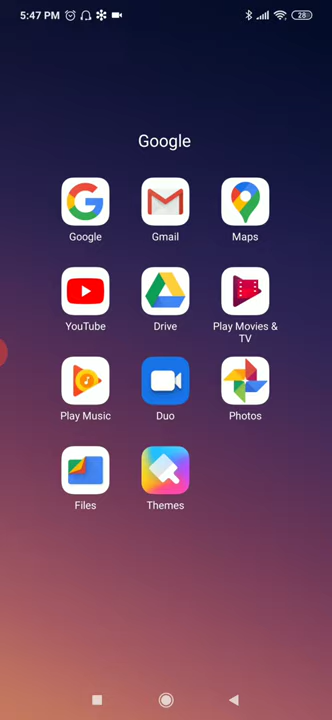 5:47 PM
28
Google
Google
Gmail
Maps
YouTube
Drive
Play Movies &
TV
Play Music
Duo
Photos
Files
Themes